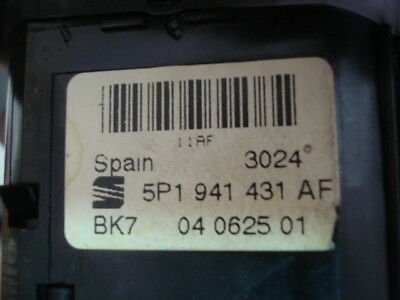 11AF
Spain 3024°
5P1 941 431 AF
BK7 04 0625 01